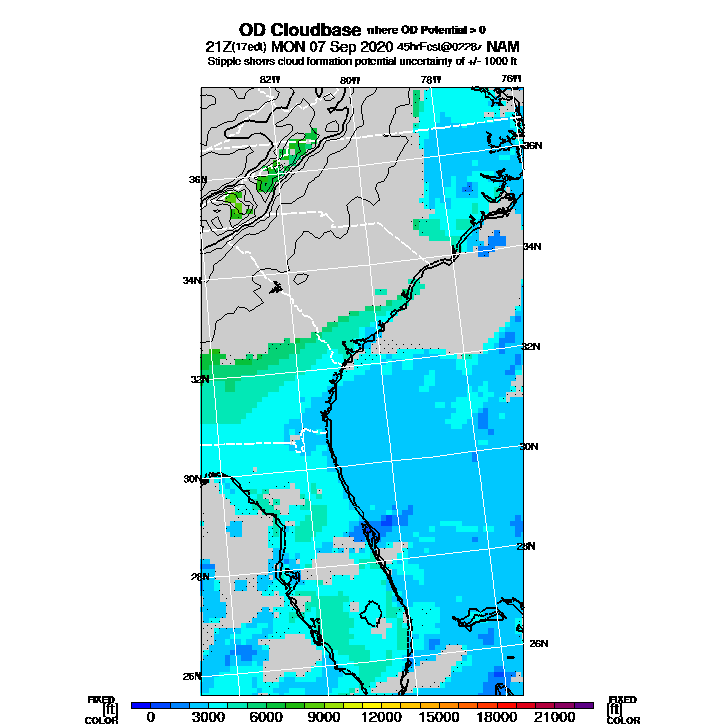 OD Cloudbase where OD Potential > 0
21Z(17edt) MON 07 Sep 2020 45hrFcst@0228z NAM
Stipple shows cloud formation potential uncertainty of +/- 1000 ft
82W 80W 78W 76W
36N 36N
34N 34N
32N 32N
30N 30N
28N 28N
26N 26N
FIXED FIXED
[ft] [ft]
COLOR COLOR
0 3000 6000 9000 12000 15000 18000 21000